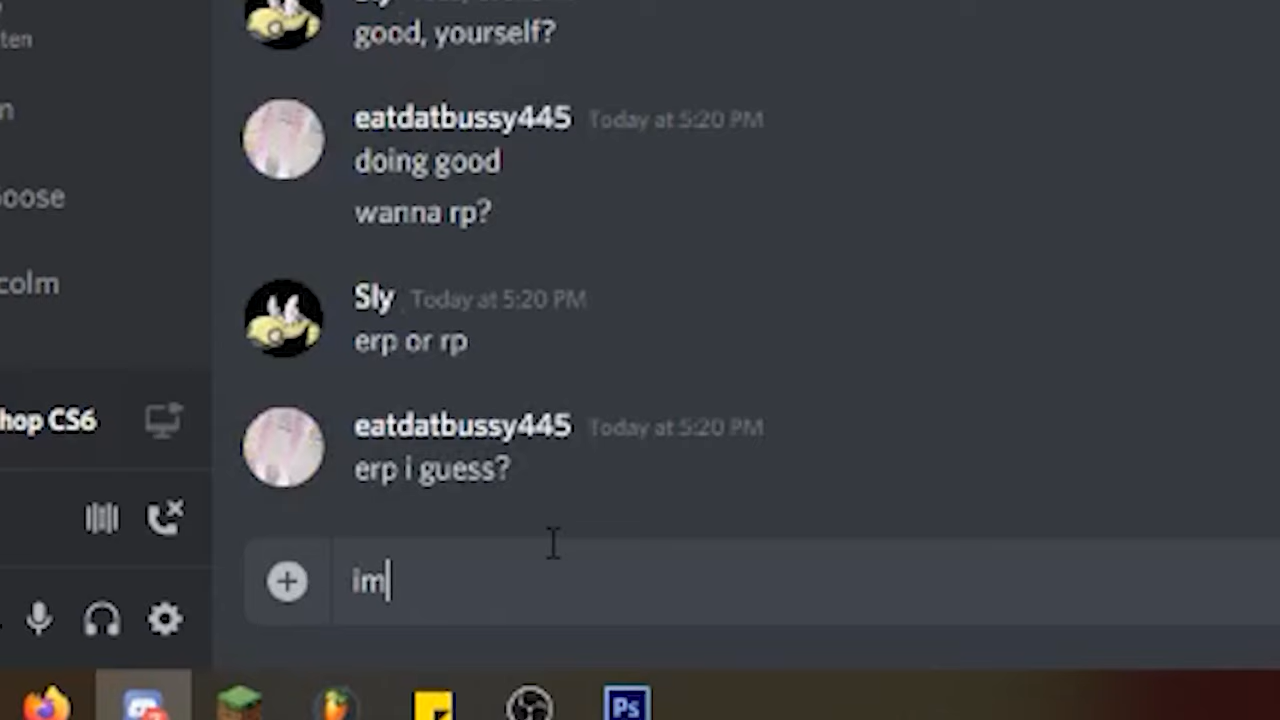 ten
good, yourself?
eatdatbussy445 Today at 5:20 PM
doing good
wanna rp?
oose
Sly Today at 5:20 PM
colm
erp or rp
hop CS6
eatdatbussy445 Today at 5:20 PM
erp i guess?
im
Ps